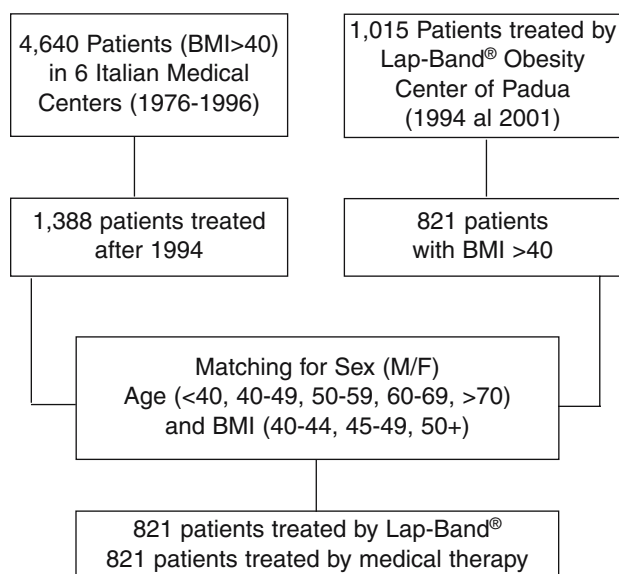 4,640 Patients (BMI>40)
in 6 Italian Medical
Centers (1976-1996)
1,015 Patients treated by
Lap-Band® Obesity
Center of Padua
(1994 al 2001)
1,388 patients treated
after 1994
821 patients
with BMI >40
Matching for Sex (M/F)
Age (<40, 40-49, 50-59, 60-69, >70)
and BMI (40-44, 45-49, 50+)
821 patients treated by Lap-Band®
821 patients treated by medical therapy